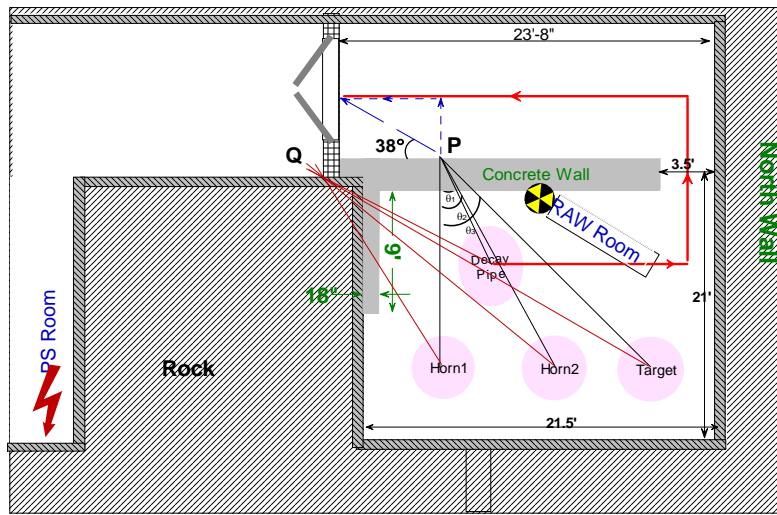 23'-8"
38°
P
Q
Concrete Wall
3.5'
North Wall
θ1
θ2
θ3
RAW Room
Decay
Pipe
9'
18"
21'
PS Room
Rock
Horn1
Horn2
Target
21.5'